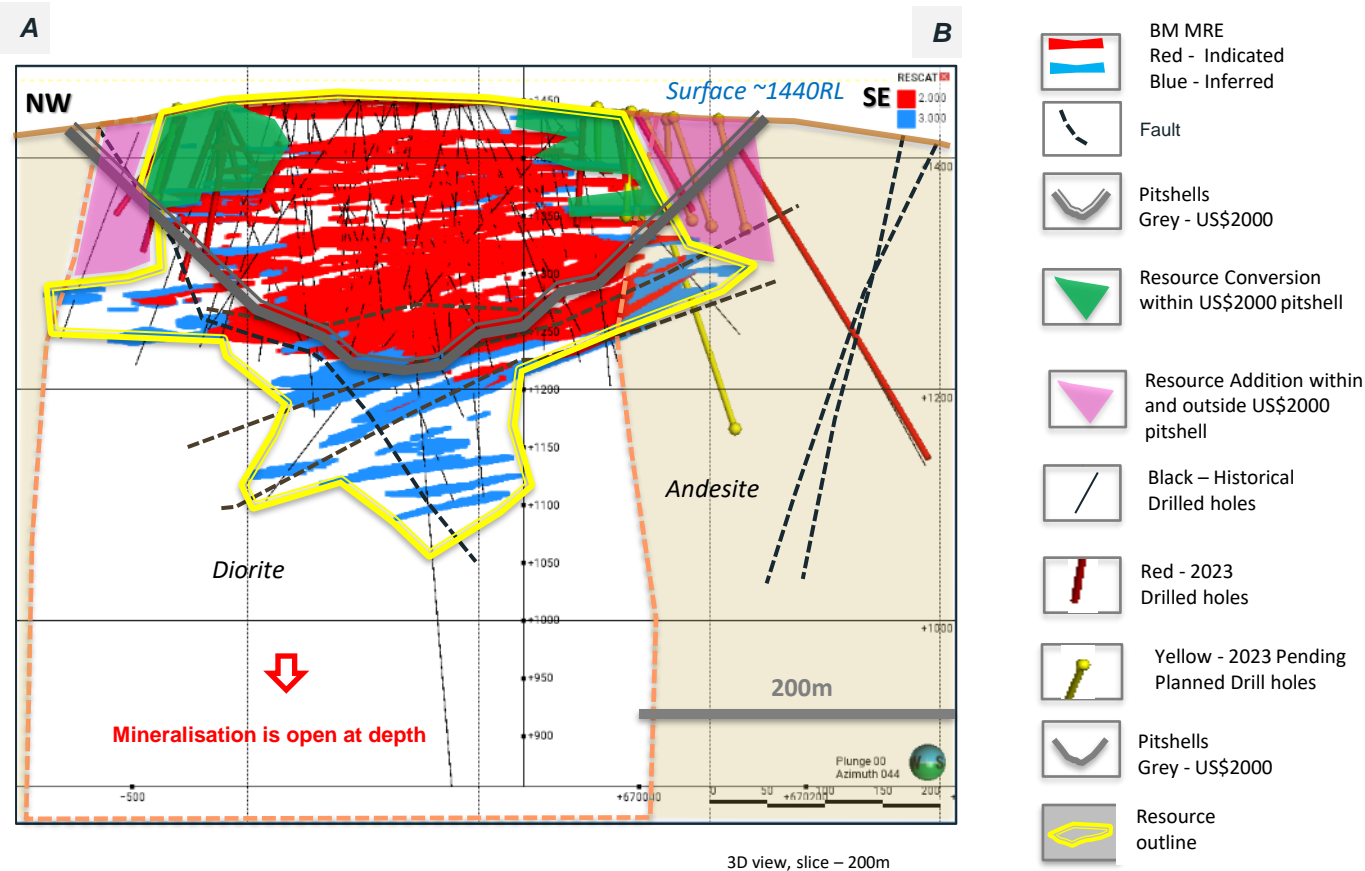 A
B
NW
Surface ~1440RL
SE
RESCAT
2.000
3.000
+1450
1400
+1350
+1300
+1250
+1200
+1200
+1150
+1100
+1050
+1000
+1000
+950
+900
Andesite
Diorite
Mineralisation is open at depth
200m
Plunge 00
Azimuth 044
N S
0 50 100 150 200
-500
+670200
3D view, slice – 200m
BM MRE
Red - Indicated
Blue - Inferred
Fault
Pitshells
Grey - US$2000
Resource Conversion
within US$2000 pitshell
Resource Addition within
and outside US$2000
pitshell
Black – Historical
Drilled holes
Red - 2023
Drilled holes
Yellow - 2023 Pending
Planned Drill holes
Pitshells
Grey - US$2000
Resource
outline